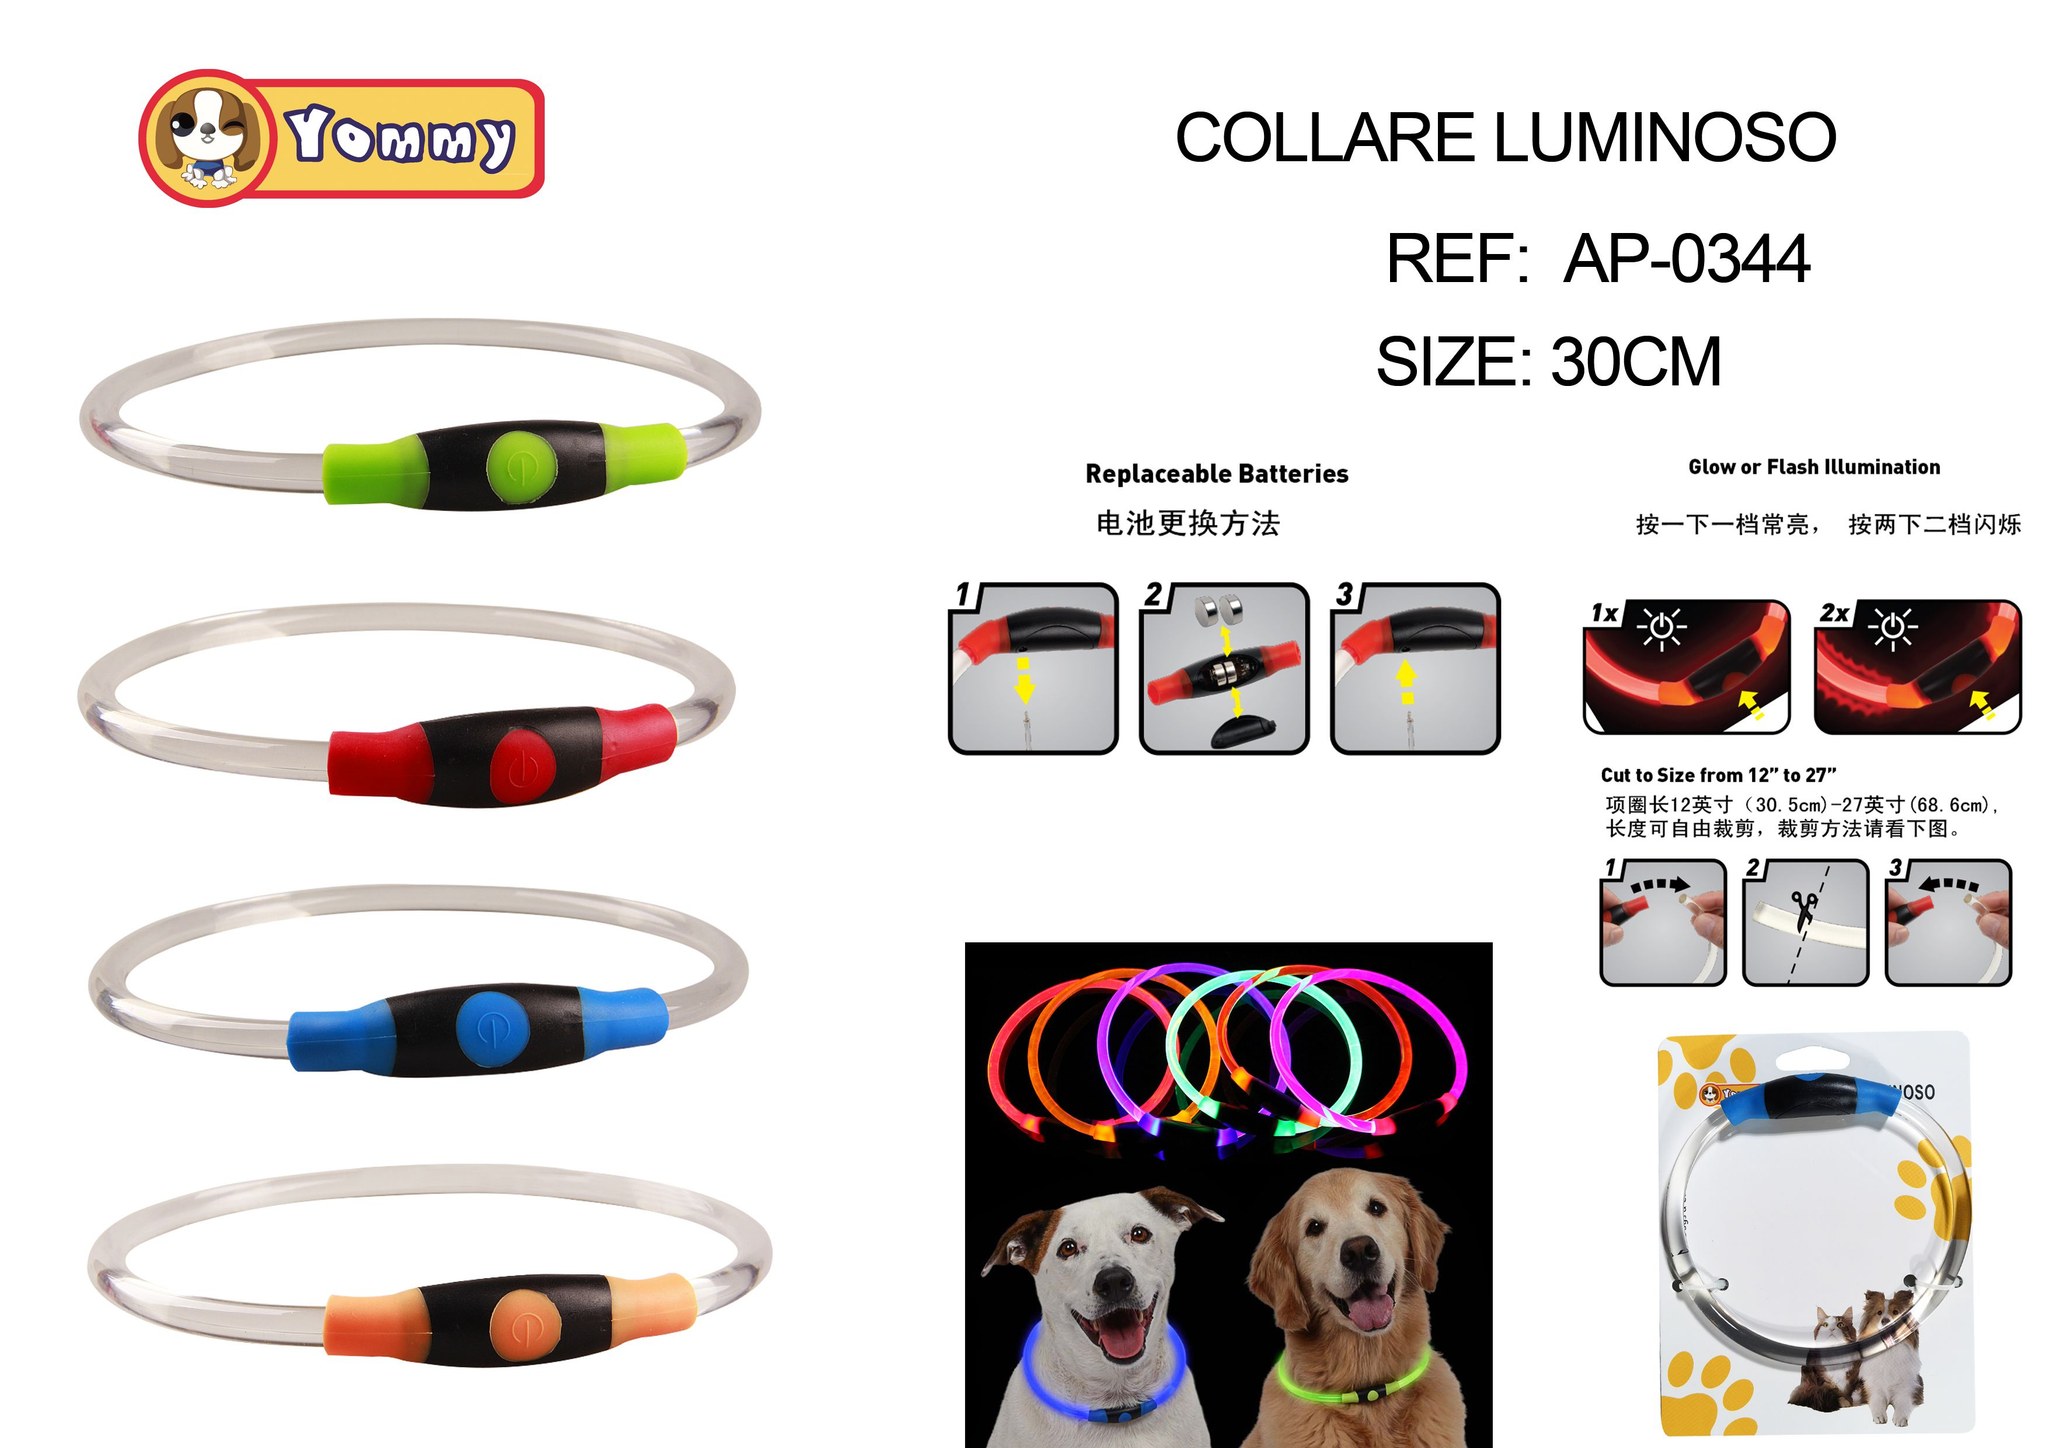 Yommy
COLLARE LUMINOSO
REF: AP-0344
SIZE: 30CM
Replaceable Batteries
电池更换方法
1
2
3
Glow or Flash Illumination
按一下一档常亮， 按两下二档闪烁
1x
2x
Cut to Size from 12” to 27”
项圈长12英寸（30.5cm)-27英寸(68.6cm),
长度可自由裁剪，裁剪方法请看下图。
1
2
3